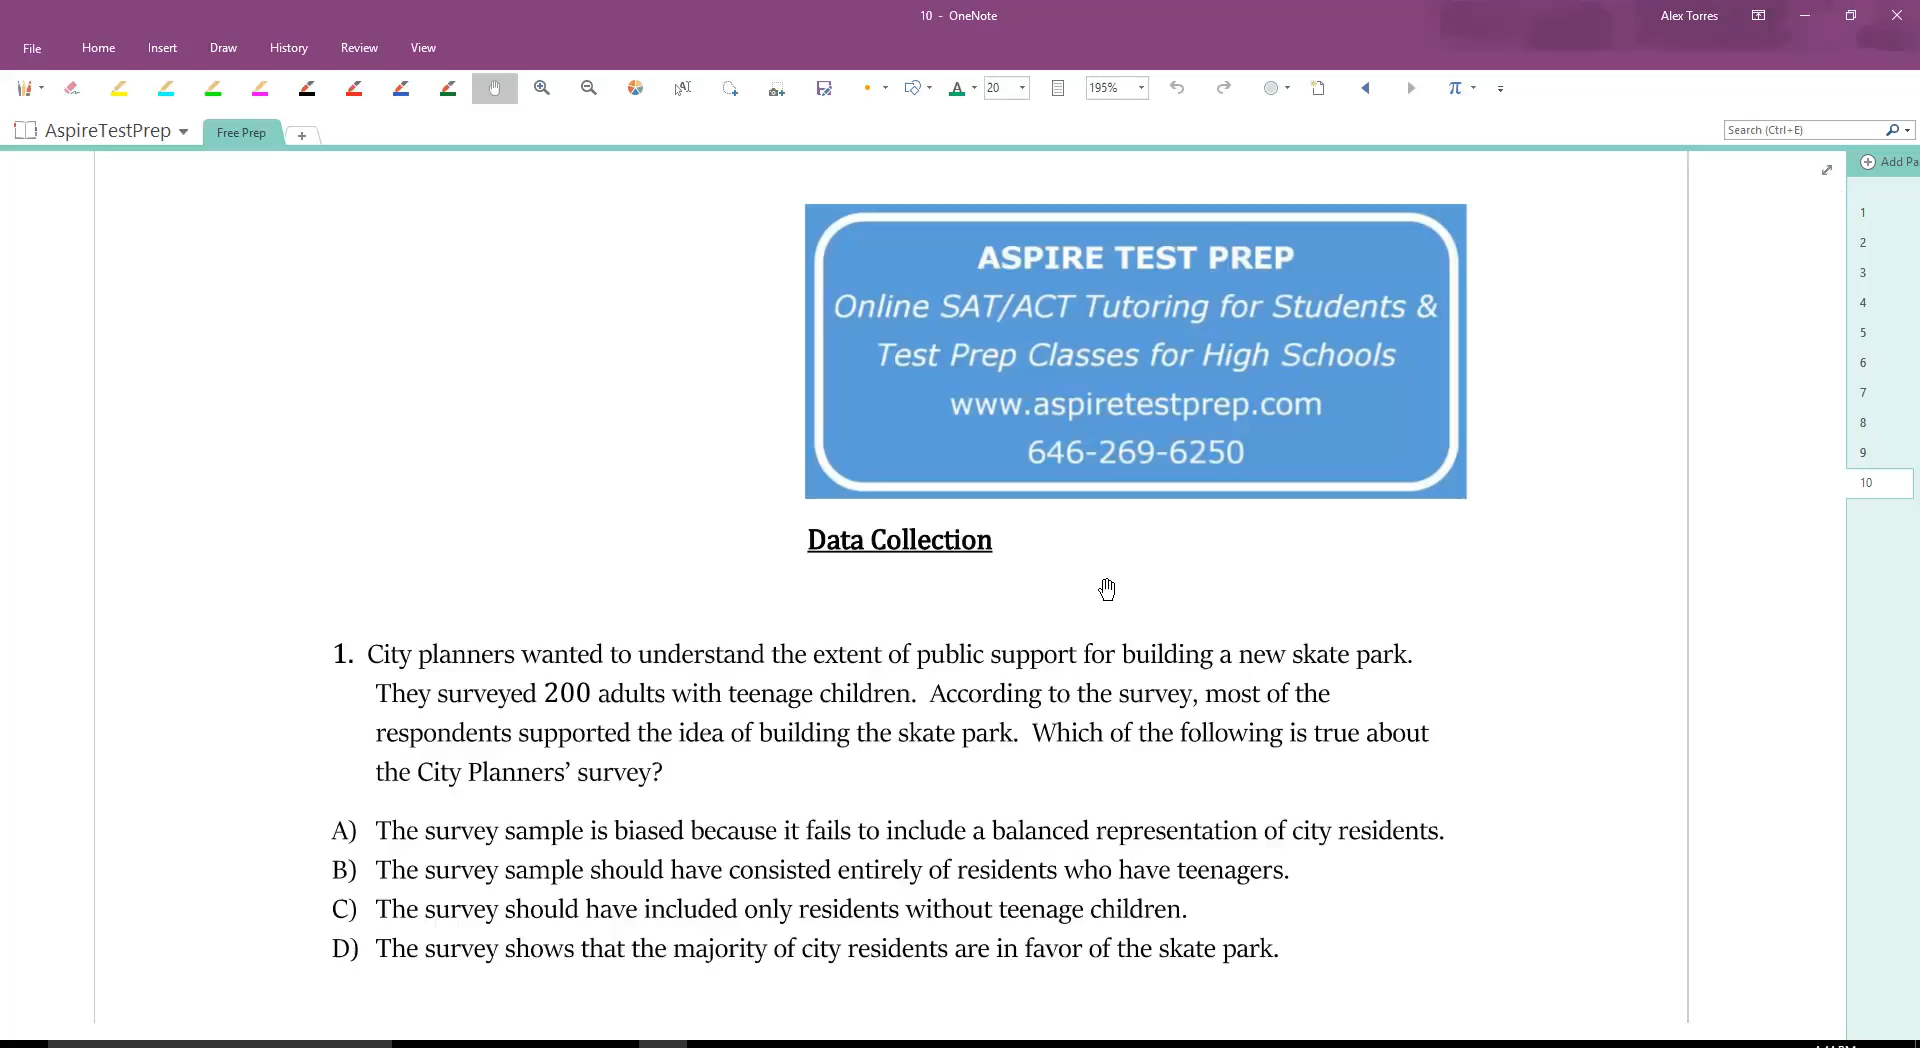 10 - OneNote
Alex Torres
File Home Insert Draw History Review View
20
195%
AspireTestPrep
Free Prep
Search (Ctrl+E)
Add Pa
1
2
3
4
5
6
7
8
9
10
ASPIRE TEST PREP
Online SAT/ACT Tutoring for Students &
Test Prep Classes for High Schools
www.aspiretestprep.com
646-269-6250
Data Collection
1. City planners wanted to understand the extent of public support for building a new skate park.
They surveyed 200 adults with teenage children. According to the survey, most of the
respondents supported the idea of building the skate park. Which of the following is true about
the City Planners’ survey?
A) The survey sample is biased because it fails to include a balanced representation of city residents.
B) The survey sample should have consisted entirely of residents who have teenagers.
C) The survey should have included only residents without teenage children.
D) The survey shows that the majority of city residents are in favor of the skate park.